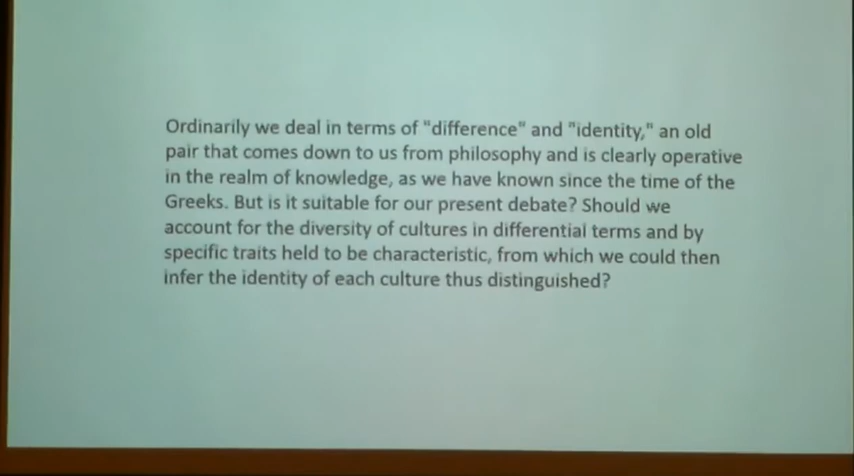 Ordinarily we deal in terms of "difference" and "identity," an old
pair that comes down to us from philosophy and is clearly operative
in the realm of knowledge, as we have known since the time of the
Greeks. But is it suitable for our present debate? Should we
account for the diversity of cultures in differential terms and by
specific traits held to be characteristic, from which we could then
infer the identity of each culture thus distinguished?